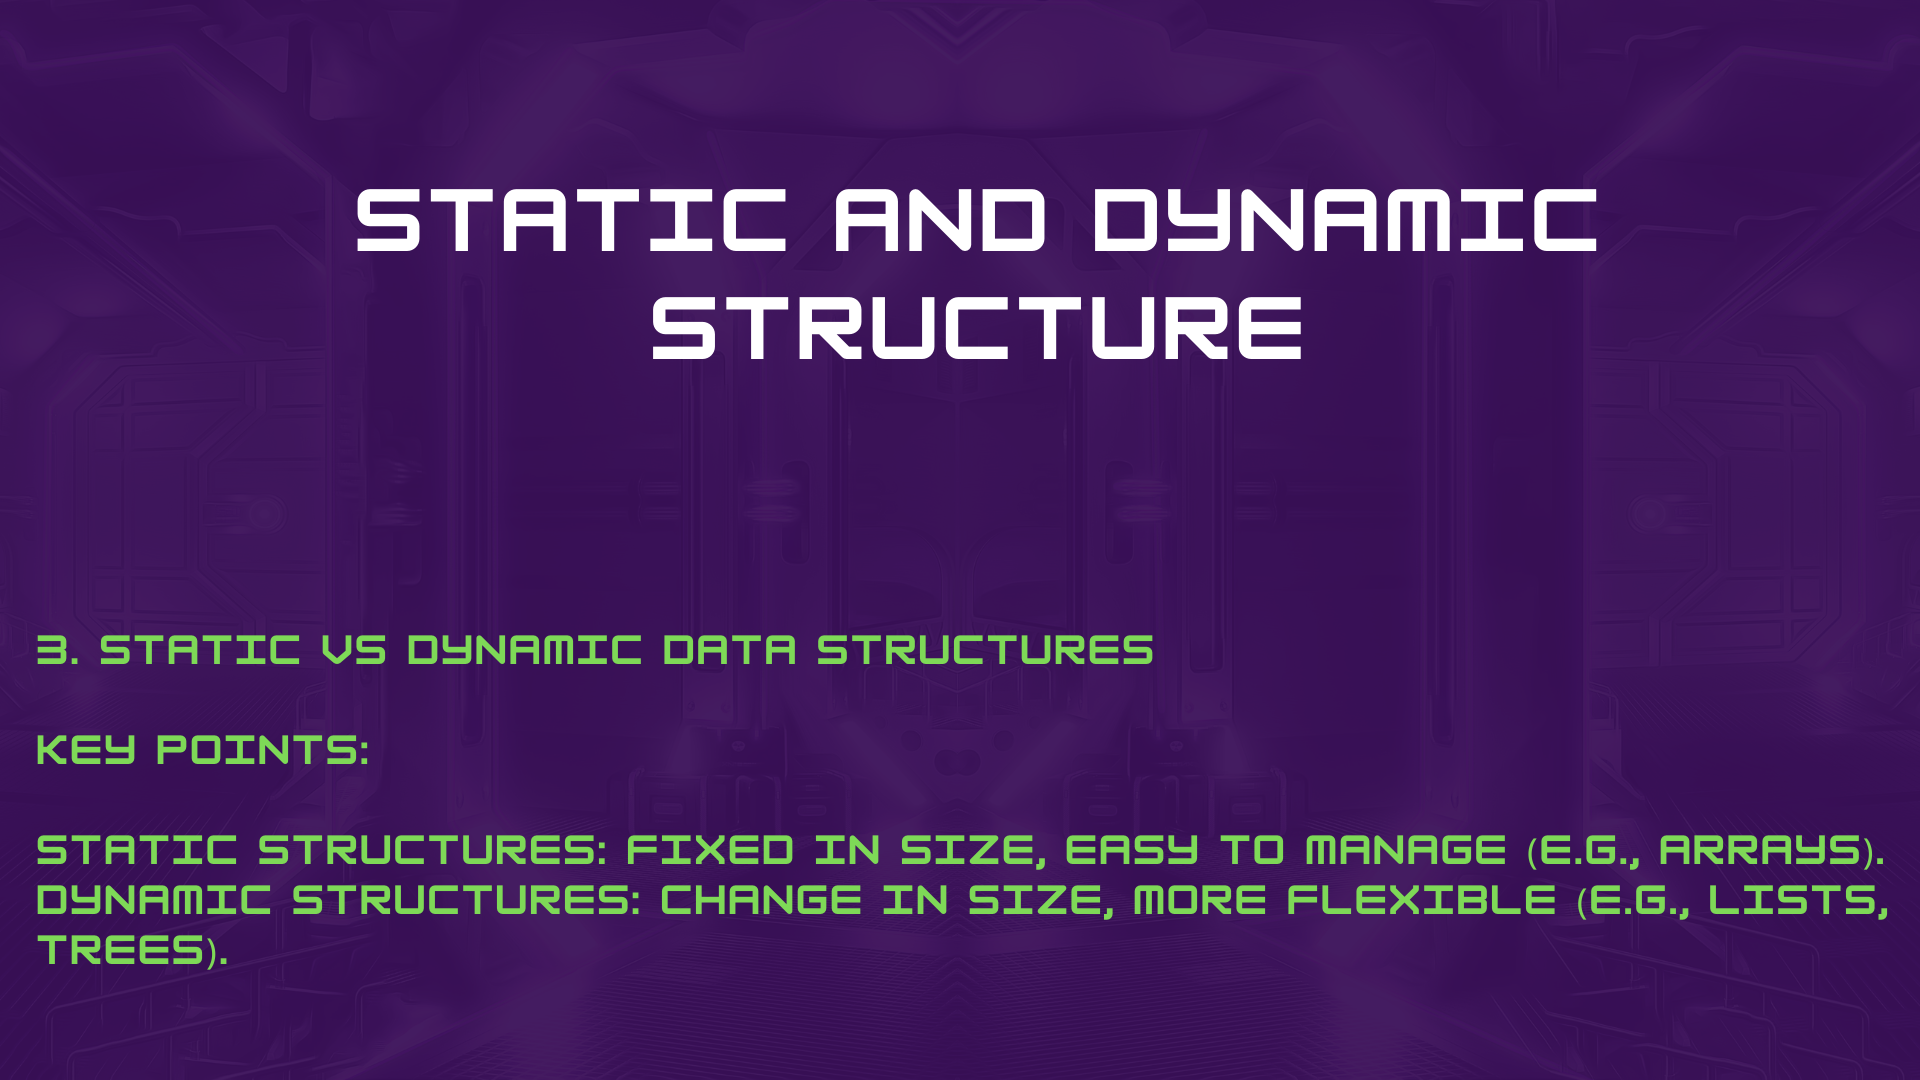 STATIC AND DYNAMIC
STRUCTURE
3. STATIC VS DYNAMIC DATA STRUCTURES
KEY POINTS:
STATIC STRUCTURES: FIXED IN SIZE, EASY TO MANAGE (E.G., ARRAYS).
DYNAMIC STRUCTURES: CHANGE IN SIZE, MORE FLEXIBLE (E.G., LISTS,
TREES).